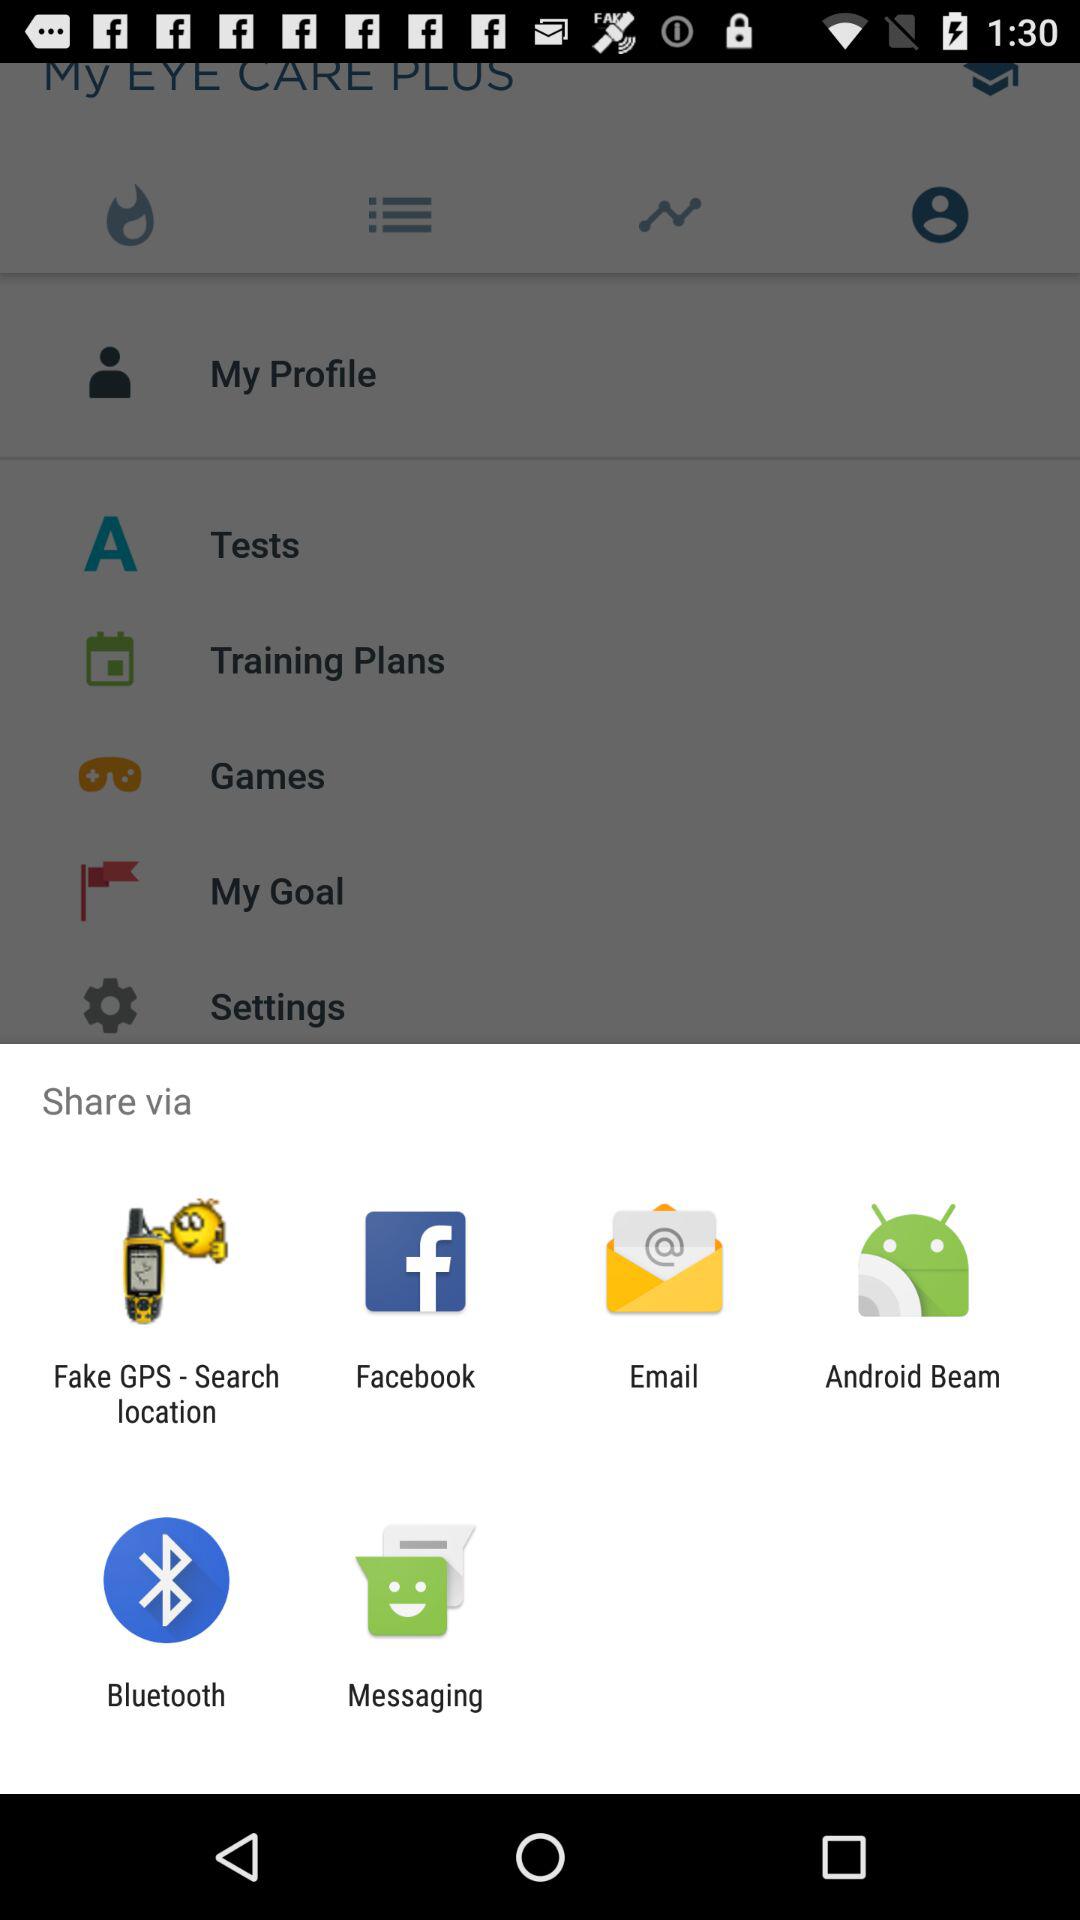 FAKE
1:30
My EYE CARE PLUS
My Profile
A
Tests
Training Plans
Games
My Goal
Settings
Share via
Fake GPS - Search
location
Facebook
Email
Android Beam
Bluetooth
Messaging